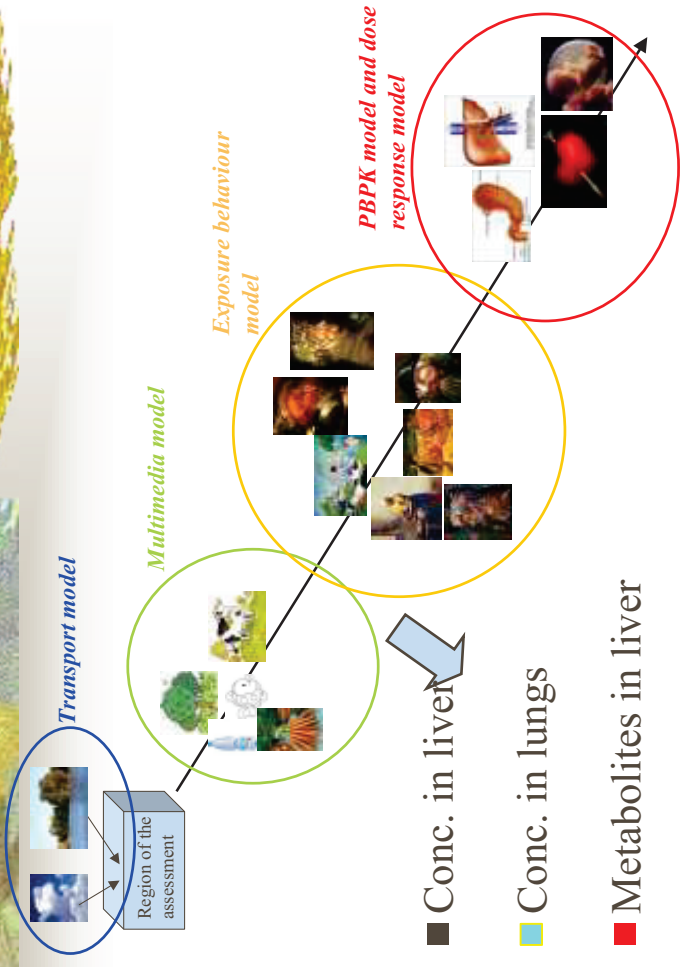 Transport model
Region of the
assessment
Multimedia model
Exposure behaviour
model
PBPK model and dose
response model
Conc. in liver
Conc. in lungs
Metabolites in liver